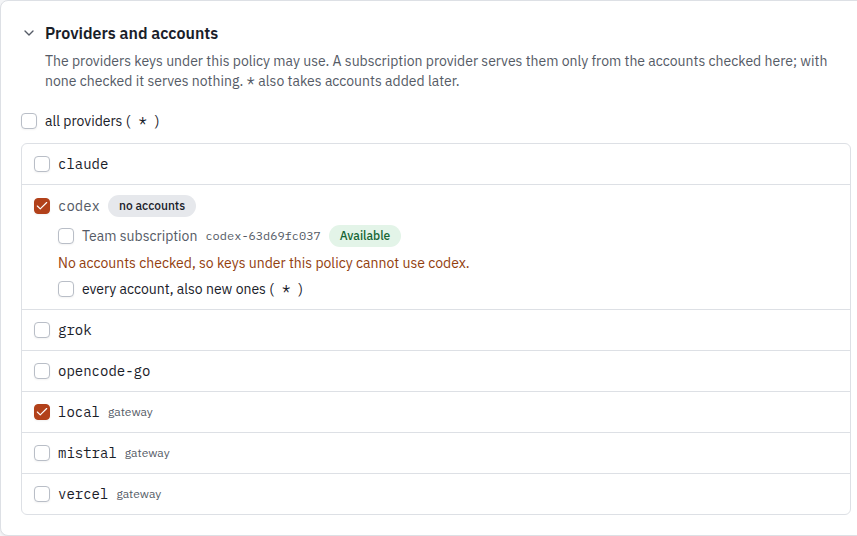 Providers and accounts
The providers keys under this policy may use. A subscription provider serves them only from the accounts checked here; with
none checked it serves nothing. * also takes accounts added later.
all providers ( * )
claude
codex no accounts
Team subscription codex-63d69fc037 Available
No accounts checked, so keys under this policy cannot use codex.
every account, also new ones ( * )
grok
opencode-go
local gateway
mistral gateway
vercel gateway